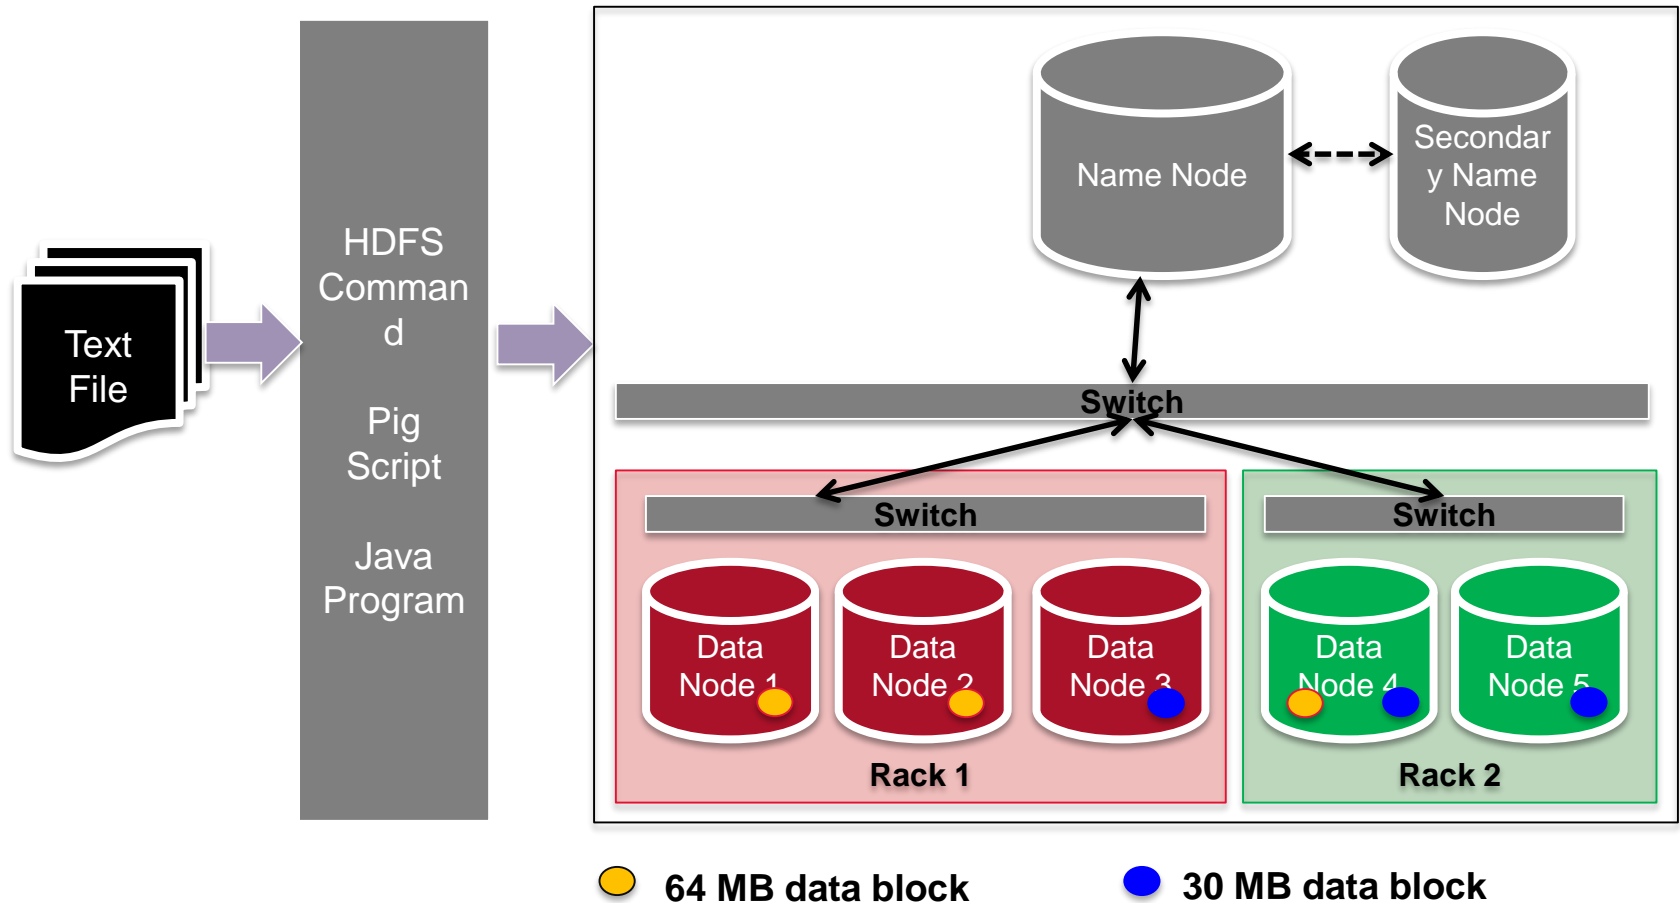 Text
File
HDFS
Comman
d
Pig
Script
Java
Program
Name Node
Secondar
y Name
Node
Switch
Switch
Data
Node 1
Data
Node 2
Data
Node 3
Rack 1
Switch
Data
Node 4
Data
Node 5
Rack 2
64 MB data block
30 MB data block